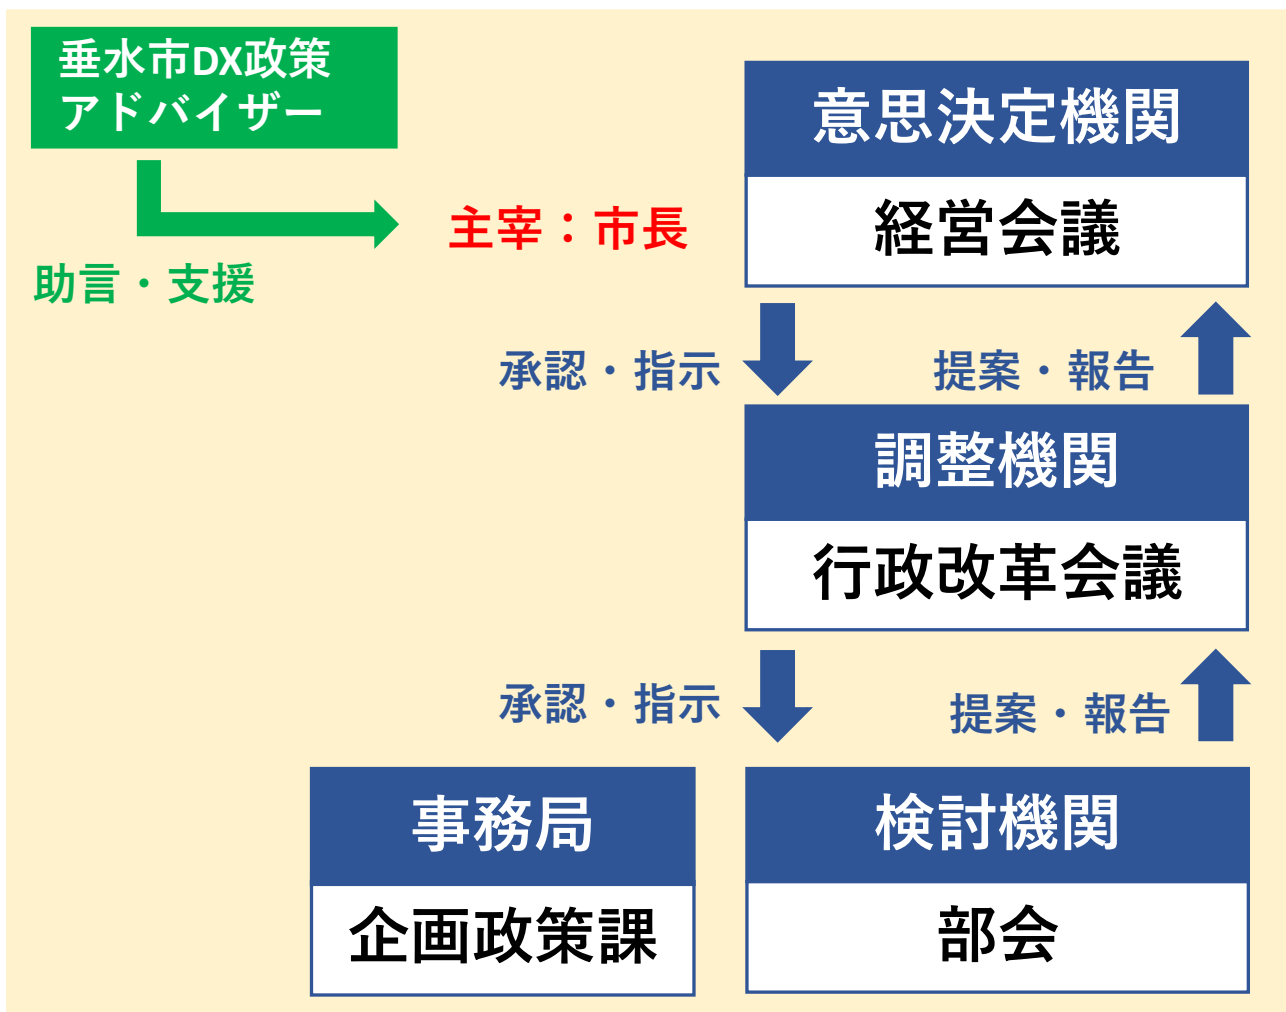 垂水市DX政策
アドバイザー
助言・支援
主宰：市長
意思決定機関
経営会議
承認・指示
提案・報告
調整機関
行政改革会議
承認・指示
提案・報告
事務局
企画政策課
検討機関
部会